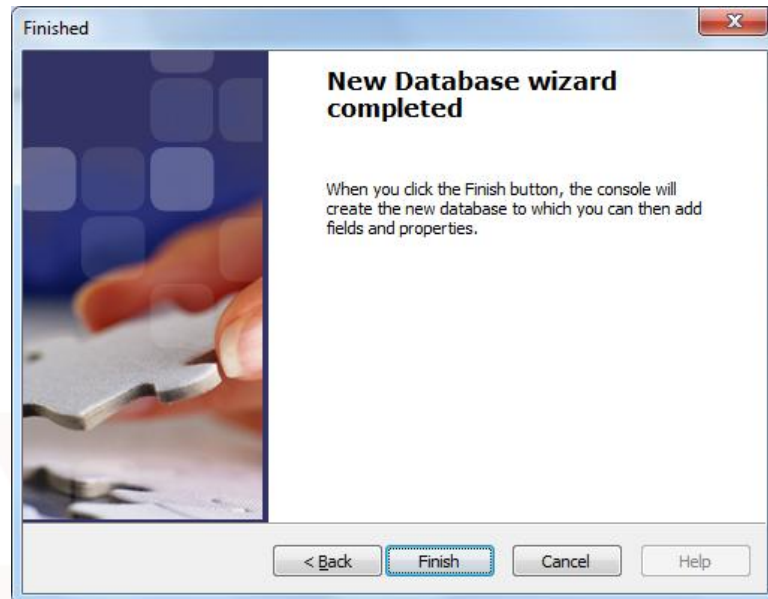 Finished
New Database wizard
completed
When you click the Finish button, the console will
create the new database to which you can then add
fields and properties.
< Back
Finish
Cancel
Help